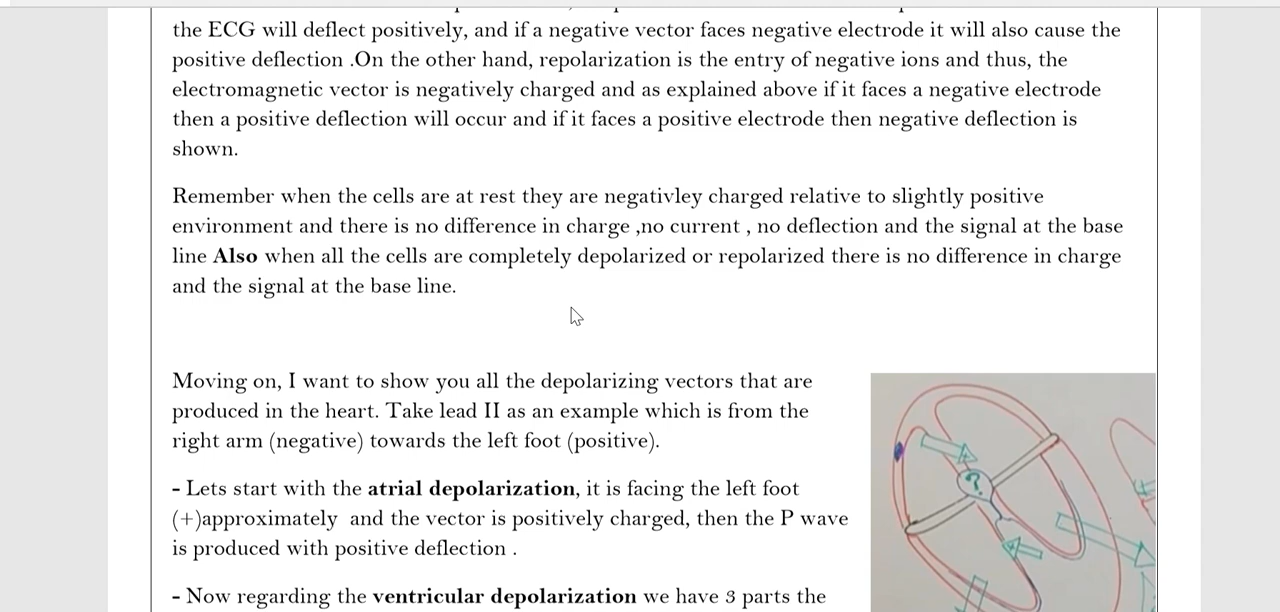 the ECG will deflect positively, and if a negative vector faces negative electrode it will also cause the
positive deflection .On the other hand, repolarization is the entry of negative ions and thus, the
electromagnetic vector is negatively charged and as explained above if it faces a negative electrode
then a positive deflection will occur and if it faces a positive electrode then negative deflection is
shown.
Remember when the cells are at rest they are negativley charged relative to slightly positive
environment and there is no difference in charge ,no current , no deflection and the signal at the base
line Also when all the cells are completely depolarized or repolarized there is no difference in charge
and the signal at the base line.
Moving on, I want to show you all the depolarizing vectors that are
produced in the heart. Take lead II as an example which is from the
right arm (negative) towards the left foot (positive).
- Lets start with the atrial depolarization, it is facing the left foot
(+)approximately and the vector is positively charged, then the P wave
is produced with positive deflection .
- Now regarding the ventricular depolarization we have 3 parts the
?